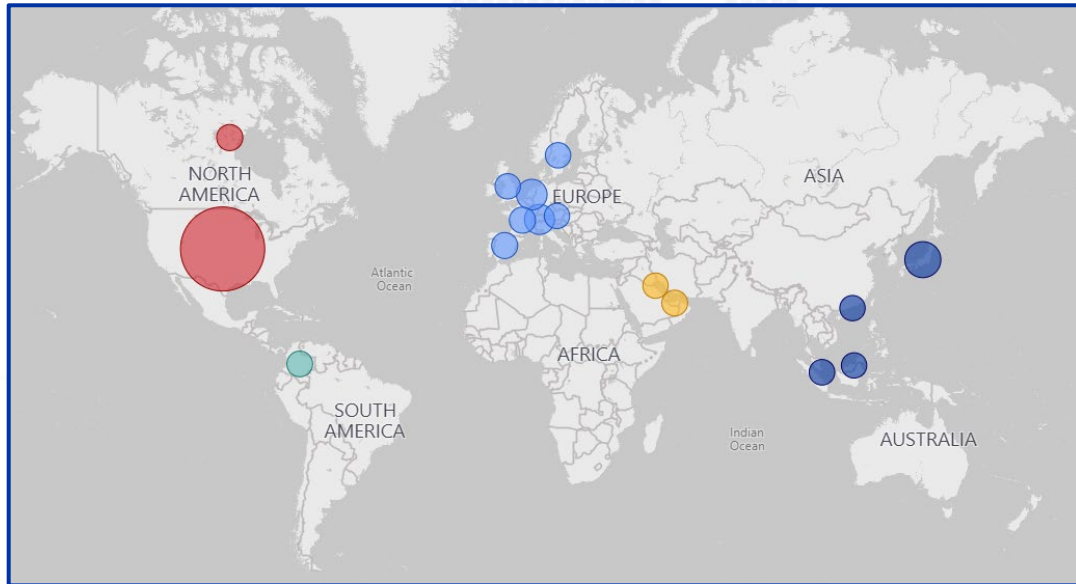 NORTH
AMERICA
EUROPE
ASIA
Atlantic
Ocean
AFRICA
SOUTH
AMERICA
Indian
Ocean
AUSTRALIA